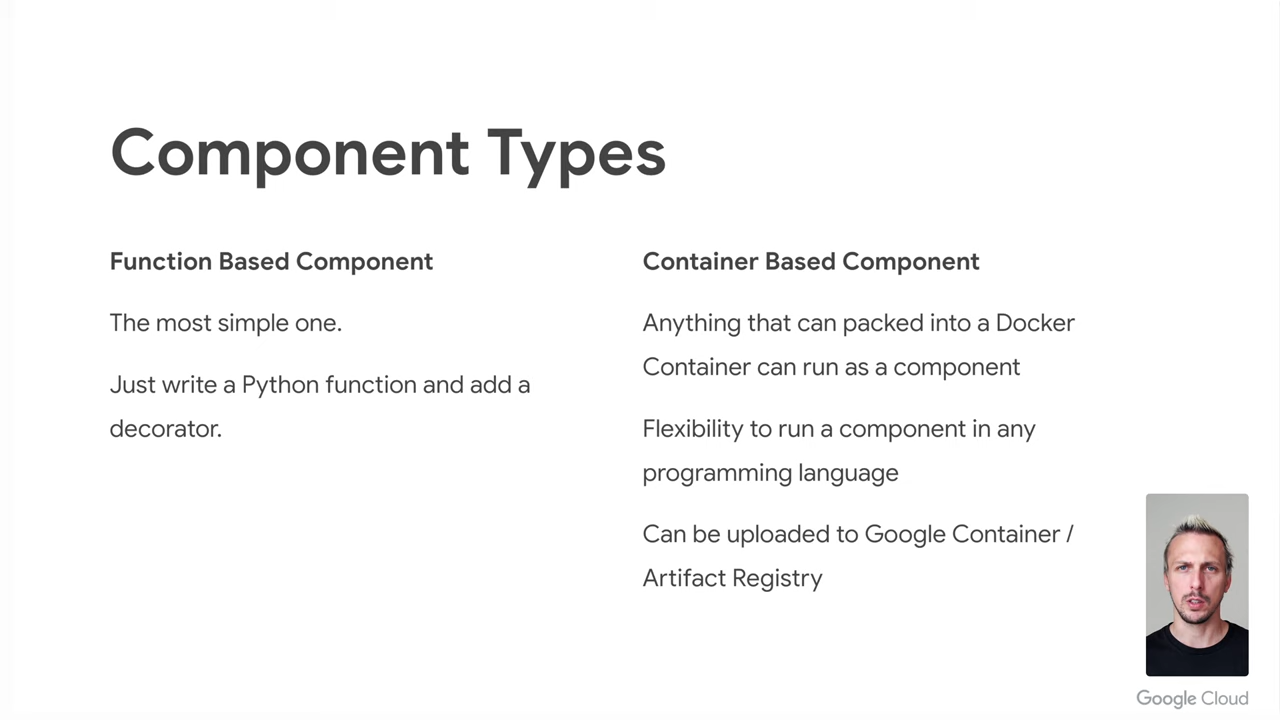 Component Types
Function Based Component
The most simple one.
Just write a Python function and add a
decorator.
Container Based Component
Anything that can packed into a Docker
Container can run as a component
Flexibility to run a component in any
programming language
Can be uploaded to Google Container /
Artifact Registry
Google Cloud